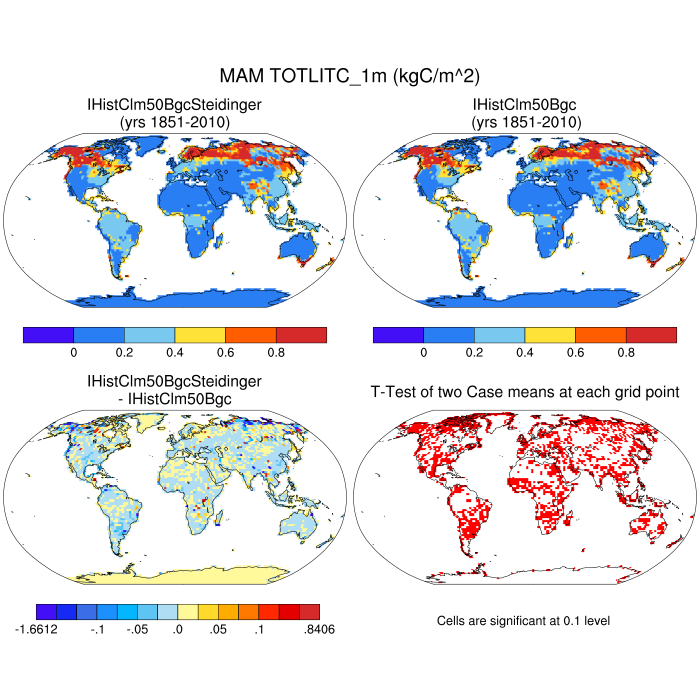 MAM TOTLITC_1m (kgC/m^2)
IHistClm50BgcSteidinger
(yrs 1851-2010)
IHistClm50Bgc
(yrs 1851-2010)
0 0.2 0.4 0.6 0.8
0 0.2 0.4 0.6 0.8
IHistClm50BgcSteidinger
- IHistClm50Bgc
T-Test of two Case means at each grid point
-1.6612 -.1 -.05 .0 .05 .1 .8406
Cells are significant at 0.1 level